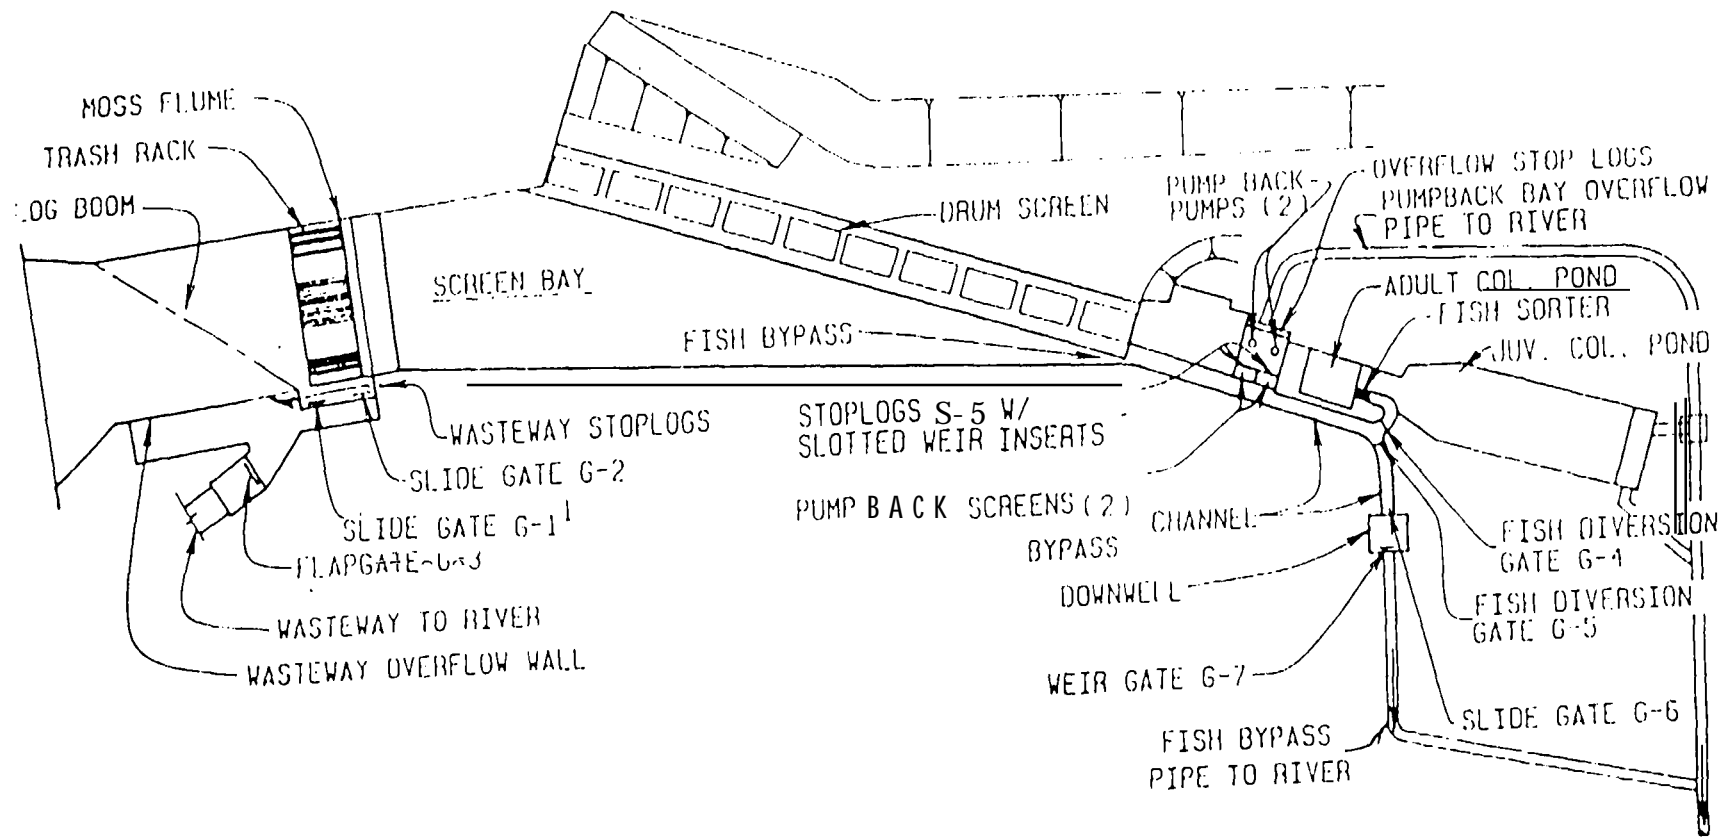 MOSS FLUME
TRASH RACK
LOG BOOM
SCREEN BAY
DRUM SCREEN
PUMP BACK
PUMPS (2)
OVERFLOW STOP LOGS
PUMPBACK BAY OVERFLOW
PIPE TO RIVER
ADULT COL. POND
FISH SORTER
JUV. COL. POND
FISH BYPASS
WASTEWAY STOPLOGS
SLIDE GATE G-2
SLIDE GATE G-1
FLAPGATE-G-3
WASTEWAY TO RIVER
WASTEWAY OVERFLOW WALL
STOPLOGS S-5 W/
SLOTTED WEIR INSERTS
PUMP BACK SCREENS (2)
BYPASS
CHANNEL
DOWNWELL
WEIR GATE G-7
FISH BYPASS
PIPE TO RIVER
FISH DIVERSION
GATE G-4
FISH DIVERSION
GATE G-5
SLIDE GATE G-6